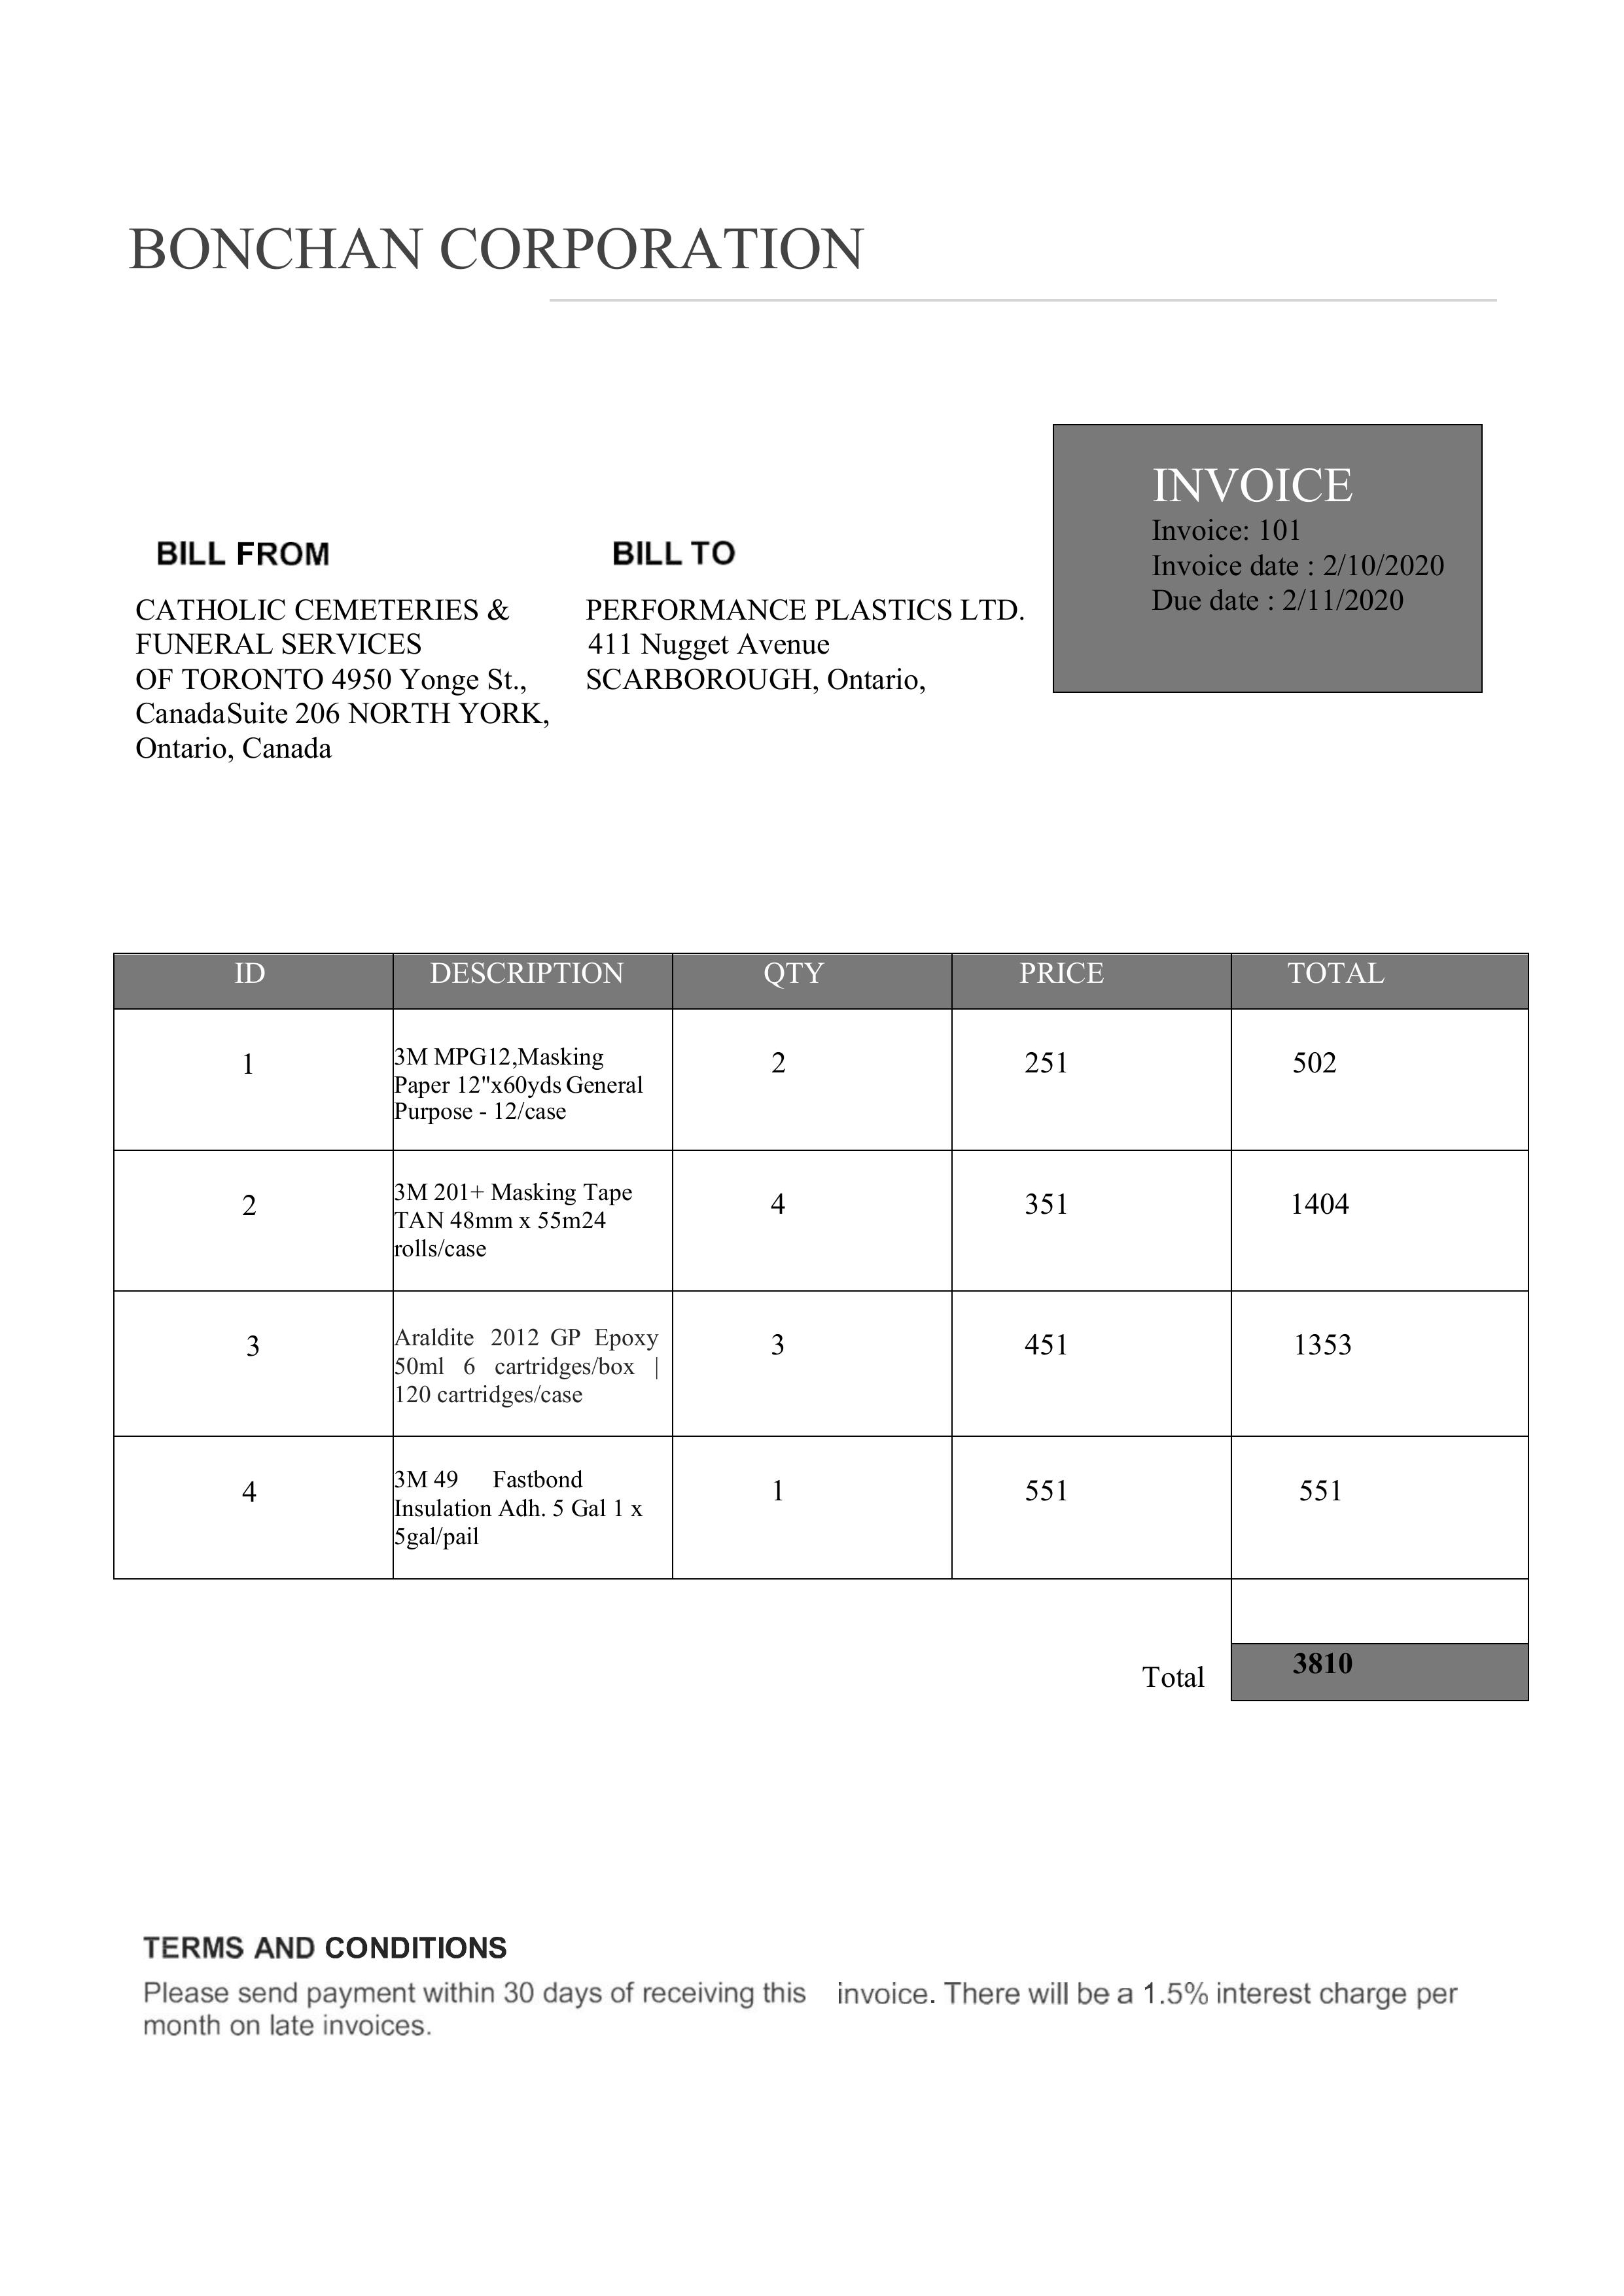 BONCHAN CORPORATION
INVOICE
Invoice: 101
Invoice date : 2/10/2020
Due date : 2/11/2020
BILL FROM
CATHOLIC CEMETERIES &
FUNERAL SERVICES
OF TORONTO 4950 Yonge St.,
CanadaSuite 206 NORTH YORK,
Ontario, Canada
BILL TO
PERFORMANCE PLASTICS LTD.
411 Nugget Avenue
SCARBOROUGH, Ontario,
ID DESCRIPTION QTY PRICE TOTAL
1 3M MPG12,Masking
Paper 12"x60yds General
Purpose - 12/case
2 251 502
2 3M 201+ Masking Tape
TAN 48mm x 55m24
rolls/case
4 351 1404
3 Araldite 2012 GP Epoxy
50ml 6 cartridges/box |
120 cartridges/case
3 451 1353
4 3M 49 Fastbond
Insulation Adh. 5 Gal 1 x
5gal/pail
1 551 551
Total 3810
TERMS AND CONDITIONS
Please send payment within 30 days of receiving this invoice. There will be a 1.5% interest charge per
month on late invoices.